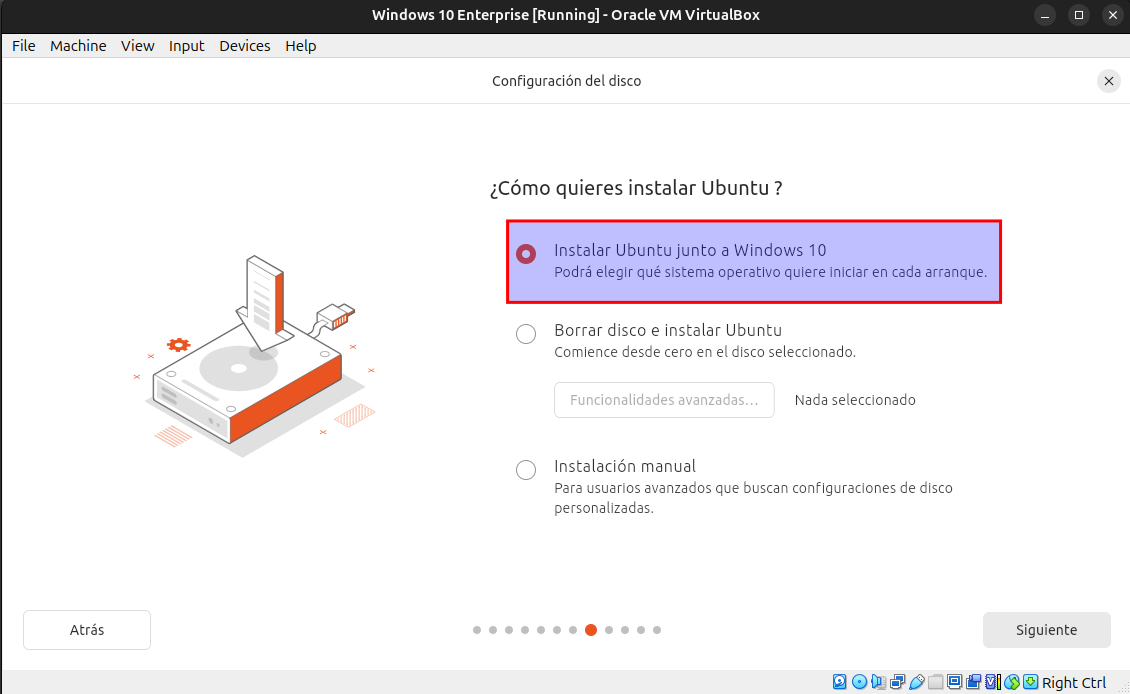 Windows 10 Enterprise [Running] - Oracle VM VirtualBox
File Machine View Input Devices Help
Configuración del disco
¿Cómo quieres instalar Ubuntu ?
Instalar Ubuntu junto a Windows 10
Podrá elegir qué sistema operativo quiere iniciar en cada arranque.
Borrar disco e instalar Ubuntu
Comience desde cero en el disco seleccionado.
Funcionalidades avanzadas... Nada seleccionado
Instalación manual
Para usuarios avanzados que buscan configuraciones de disco
personalizadas.
Atrás Siguiente
Right Ctrl